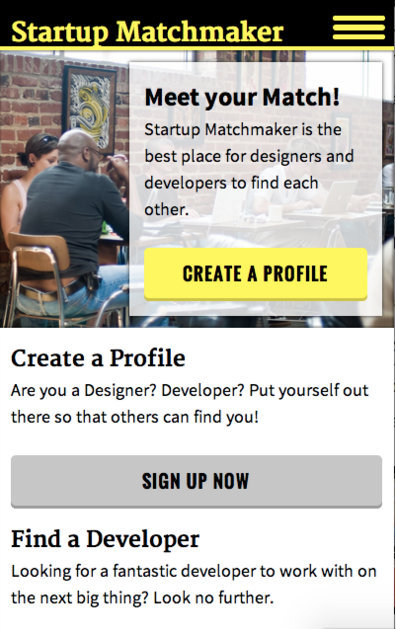 Startup Matchmaker
Meet your Match!
Startup Matchmaker is the
best place for designers and
developers to find each
other.
CREATE A PROFILE
Create a Profile
Are you a Designer? Developer? Put yourself out
there so that others can find you!
SIGN UP NOW
Find a Developer
Looking for a fantastic developer to work with on
the next big thing? Look no further.